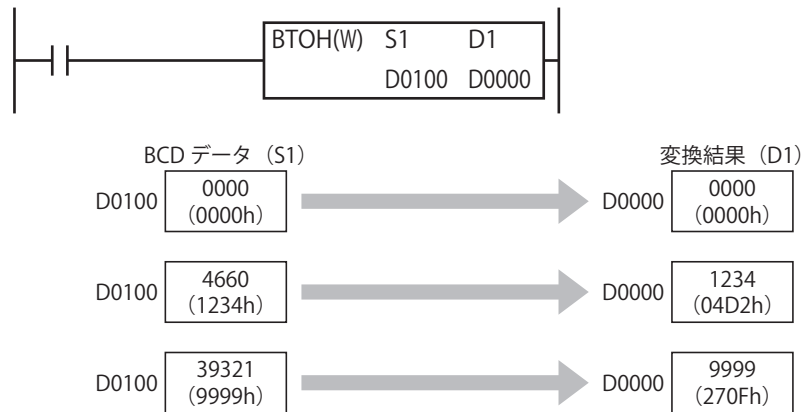 BTOH(W) S1 D1
D0100 D0000
BCD データ（S1） 変換結果（D1）
D0100 0000 D0000 0000
（0000h） （0000h）
D0100 4660 D0000 1234
（1234h） （04D2h）
D0100 39321 D0000 9999
（9999h） （270Fh）